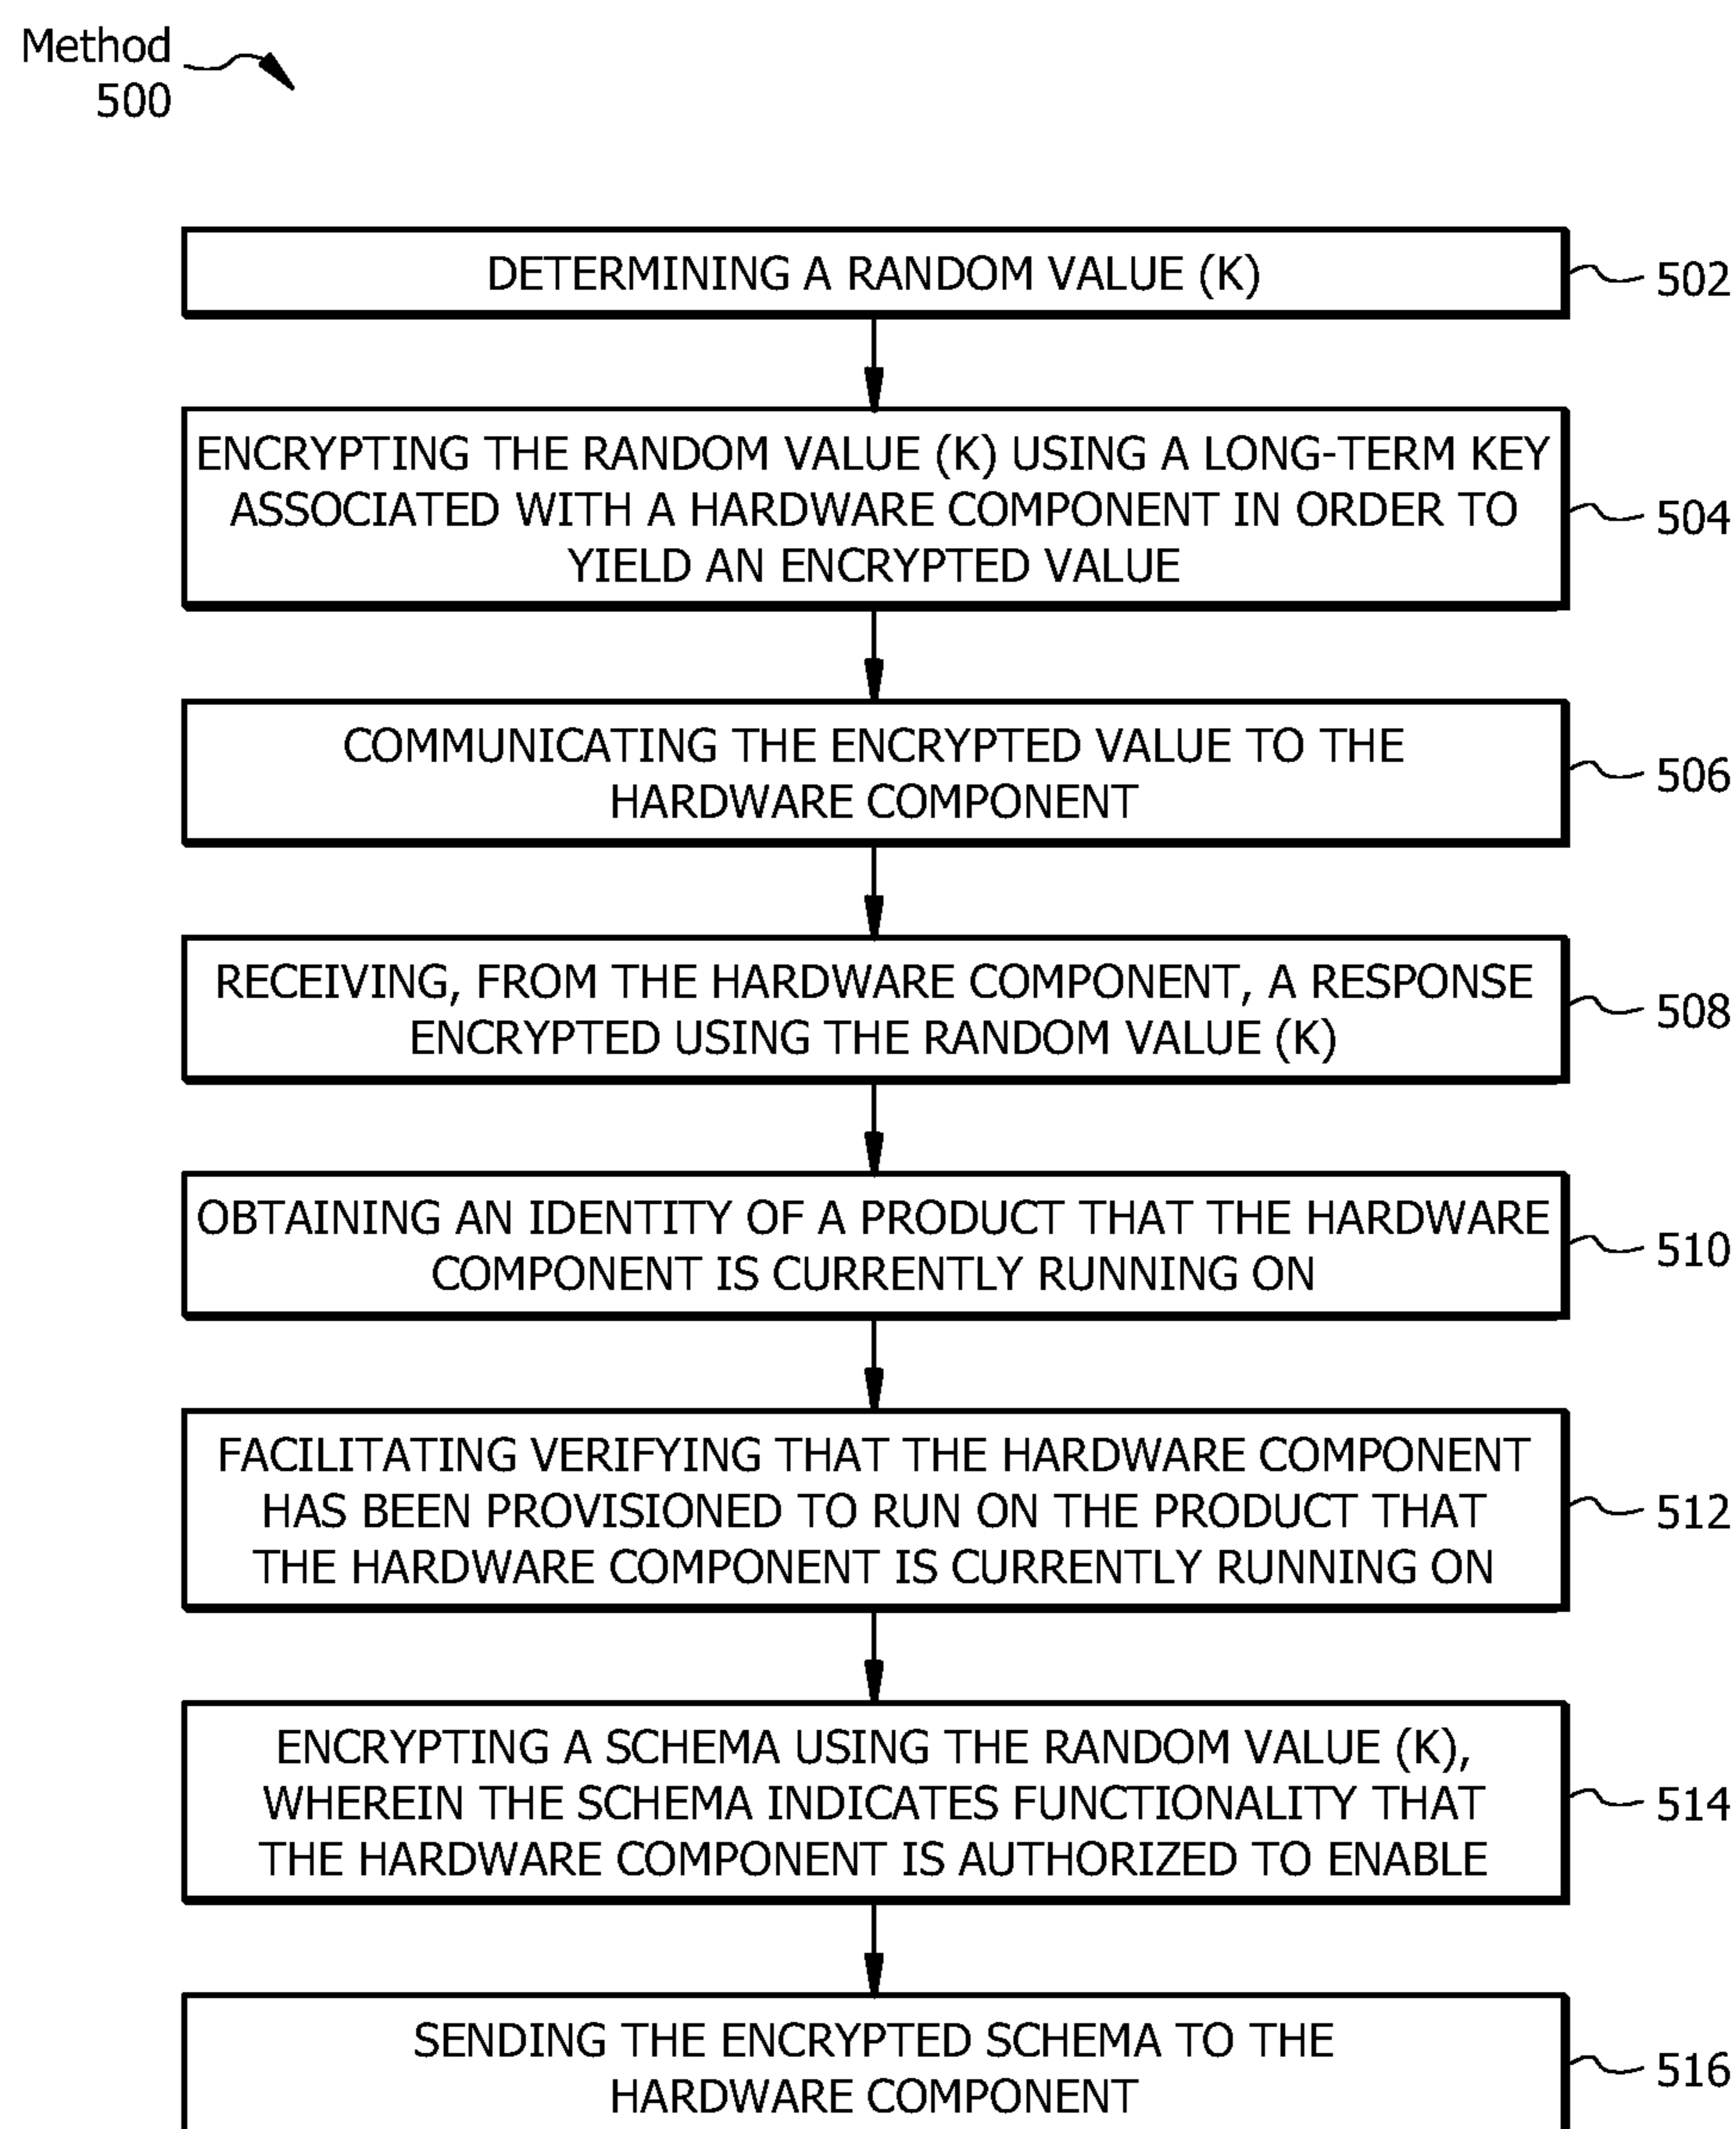 Method
500
DETERMINING A RANDOM VALUE (K)
502
ENCRYPTING THE RANDOM VALUE (K) USING A LONG-TERM KEY
ASSOCIATED WITH A HARDWARE COMPONENT IN ORDER TO
YIELD AN ENCRYPTED VALUE
504
COMMUNICATING THE ENCRYPTED VALUE TO THE
HARDWARE COMPONENT
506
RECEIVING, FROM THE HARDWARE COMPONENT, A RESPONSE
ENCRYPTED USING THE RANDOM VALUE (K)
508
OBTAINING AN IDENTITY OF A PRODUCT THAT THE HARDWARE
COMPONENT IS CURRENTLY RUNNING ON
510
FACILITATING VERIFYING THAT THE HARDWARE COMPONENT
HAS BEEN PROVISIONED TO RUN ON THE PRODUCT THAT
THE HARDWARE COMPONENT IS CURRENTLY RUNNING ON
512
ENCRYPTING A SCHEMA USING THE RANDOM VALUE (K),
WHEREIN THE SCHEMA INDICATES FUNCTIONALITY THAT
THE HARDWARE COMPONENT IS AUTHORIZED TO ENABLE
514
SENDING THE ENCRYPTED SCHEMA TO THE
HARDWARE COMPONENT
516